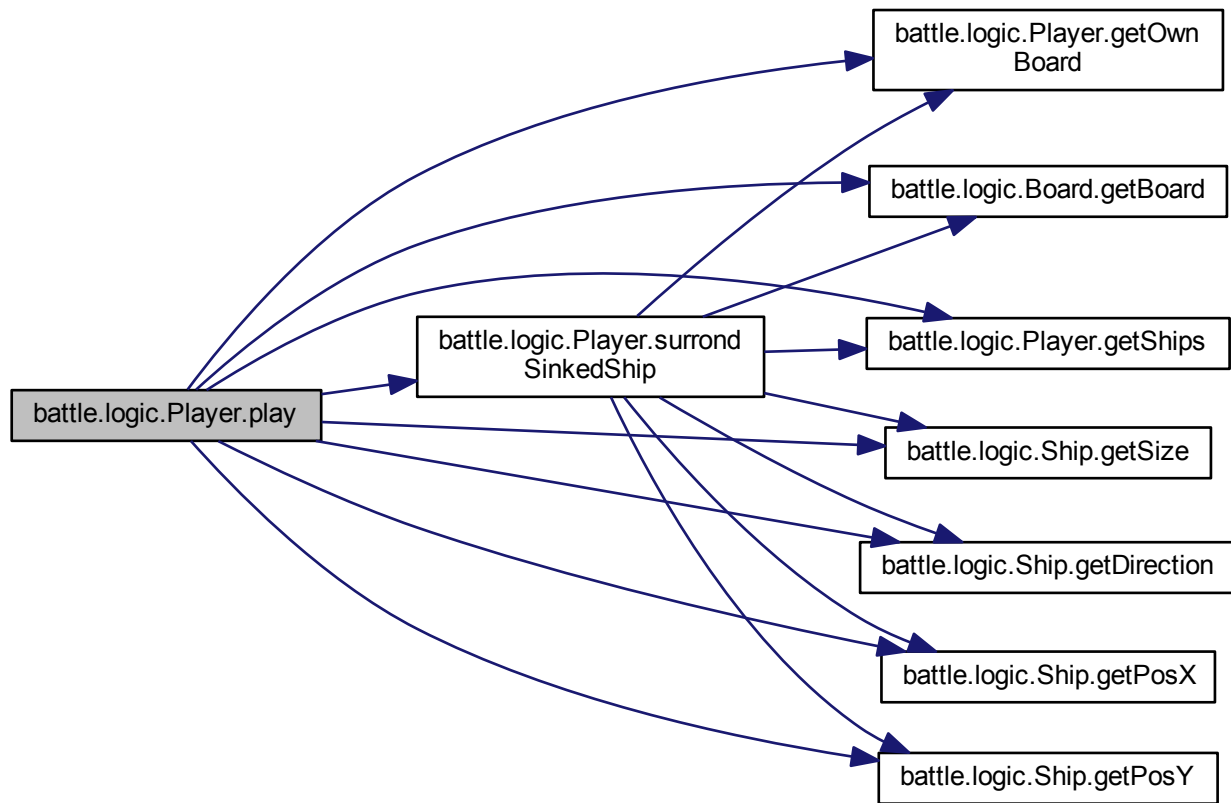 battle.logic.Player.play
battle.logic.Player.surrond
SinkedShip
battle.logic.Player.getOwn
Board
battle.logic.Board.getBoard
battle.logic.Player.getShips
battle.logic.Ship.getSize
battle.logic.Ship.getDirection
battle.logic.Ship.getPosX
battle.logic.Ship.getPosY